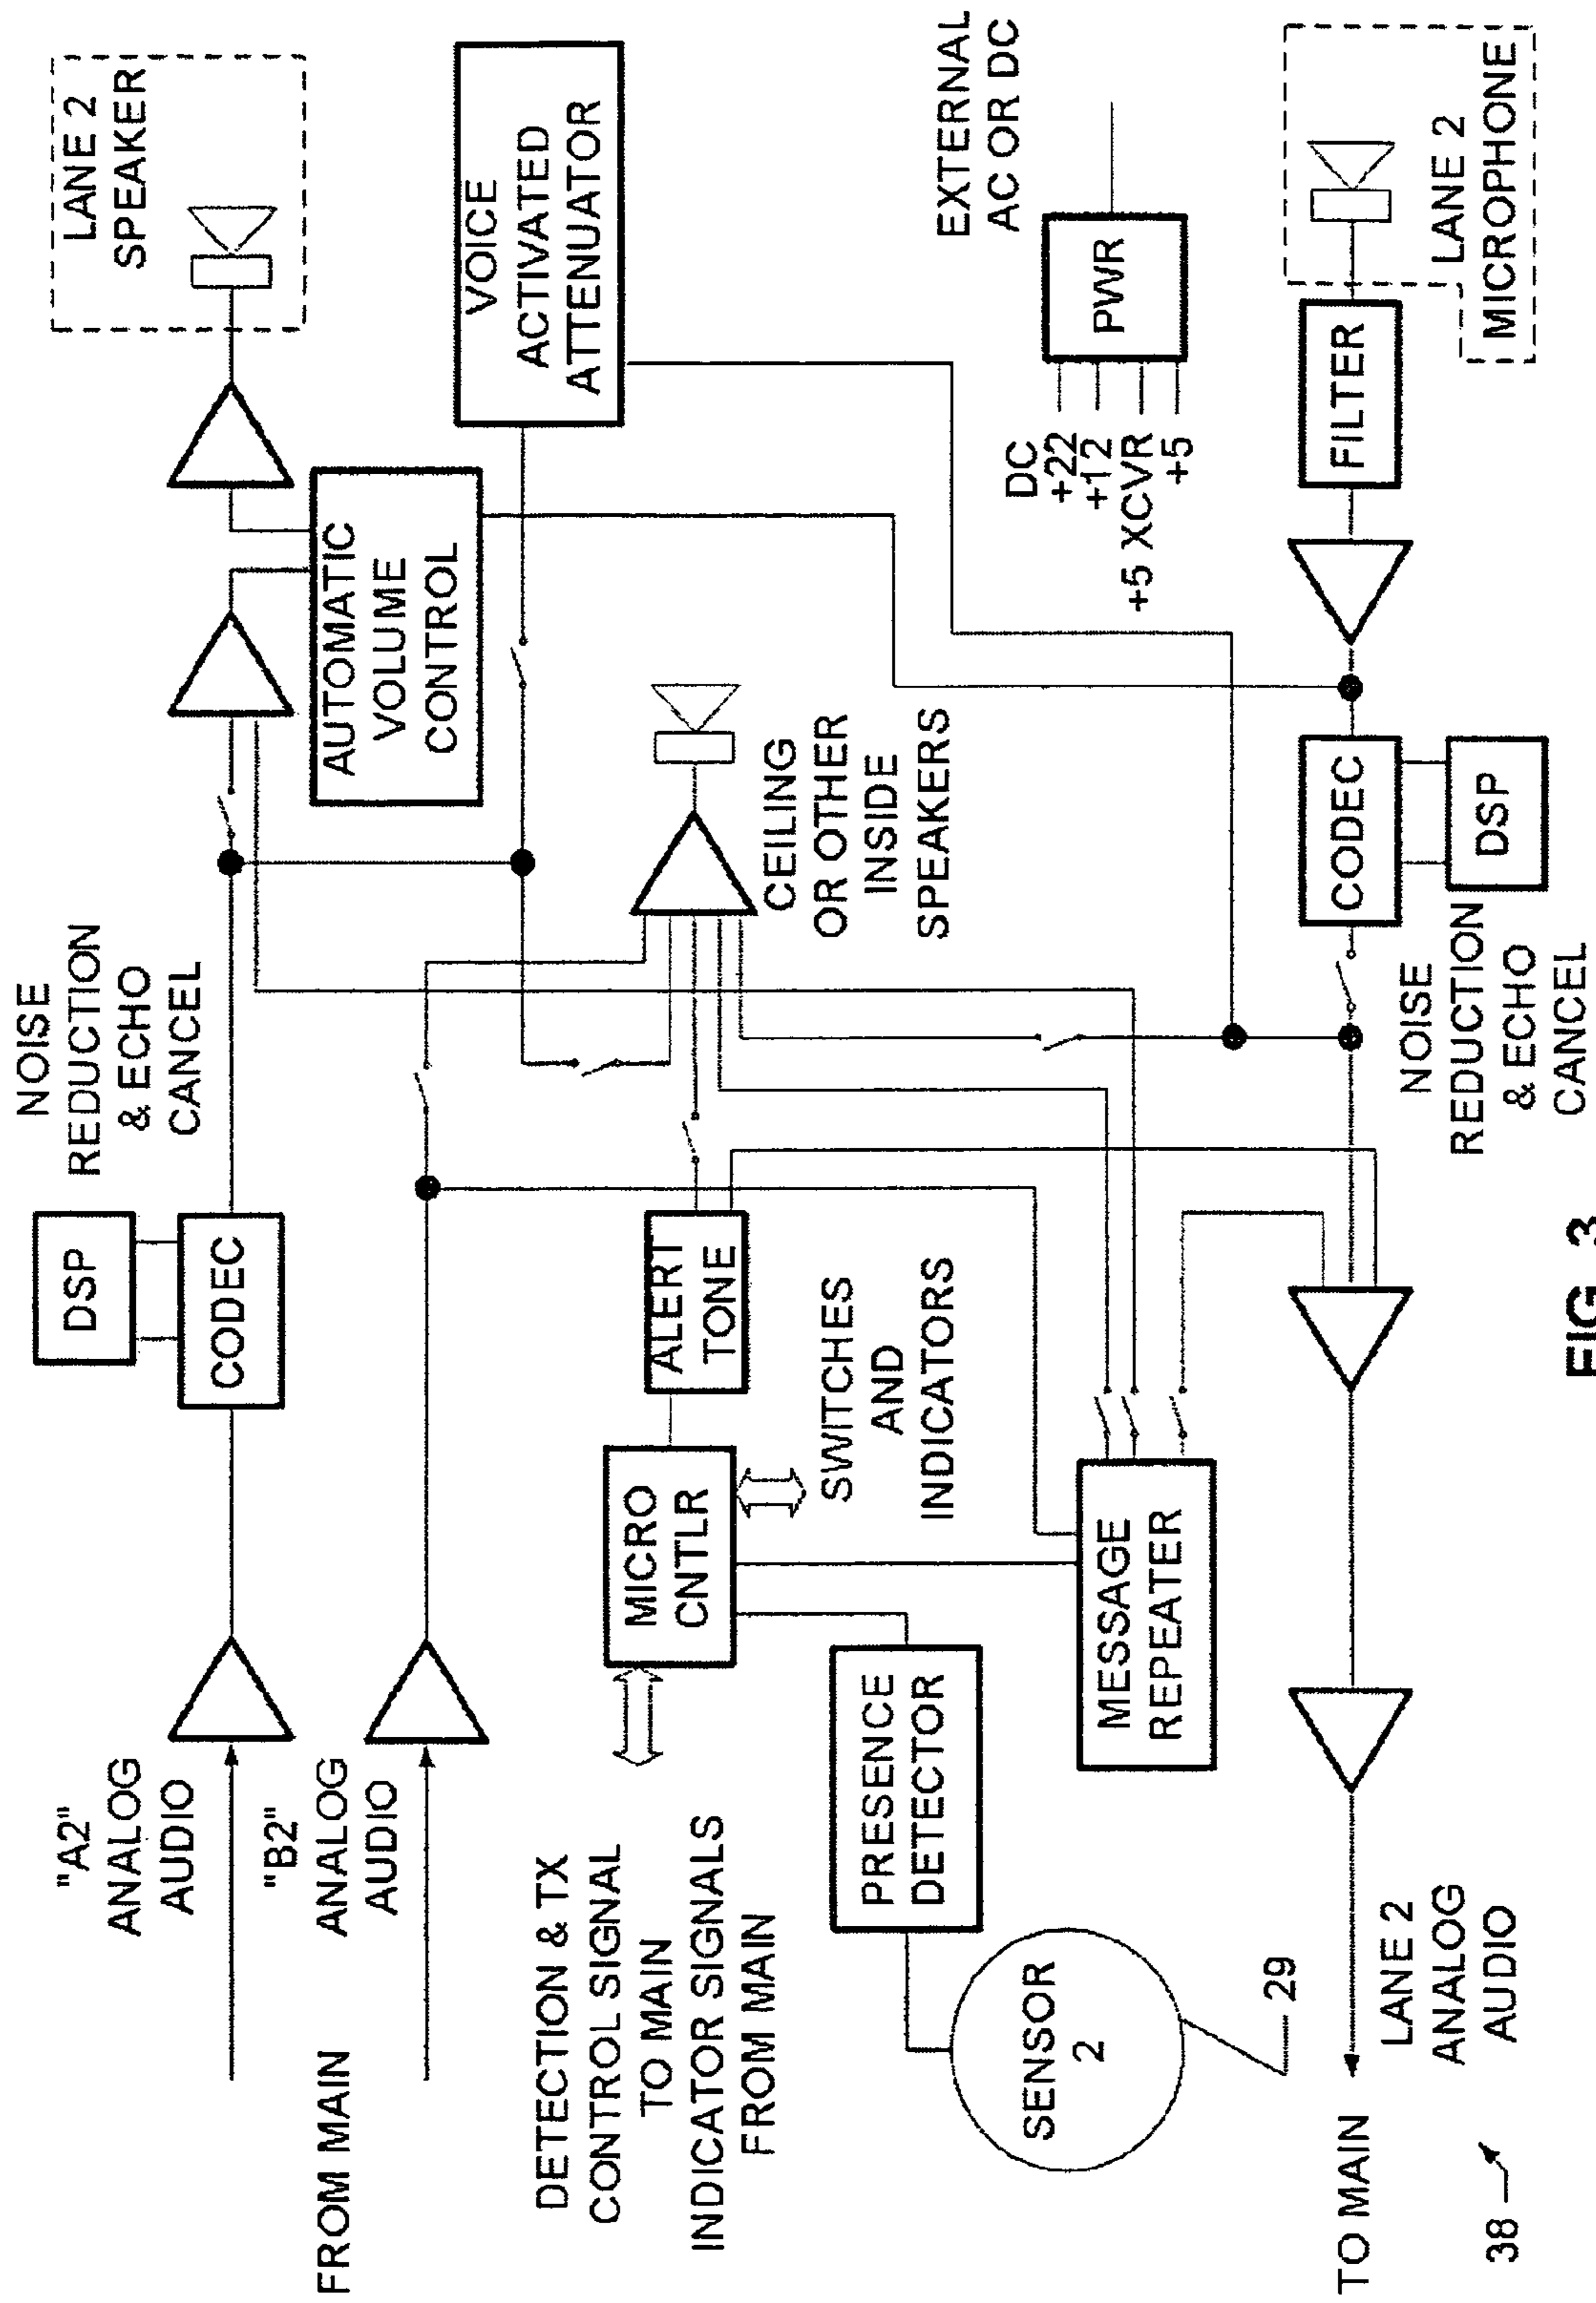 NOISE
REDUCTION
& ECHO
CANCEL
LANE 2
SPEAKER
"A2"
ANALOG
AUDIO
DSP
CODEC
"B2"
ANALOG
AUDIO
FROM MAIN
AUTOMATIC
VOLUME
CONTROL
VOICE
ACTIVATED
ATTENUATOR
DETECTION & TX
CONTROL SIGNAL
TO MAIN
INDICATOR SIGNALS
FROM MAIN
MICRO
CNTLR
ALERT
TONE
SWITCHES
AND
INDICATORS
CEILING
OR OTHER
INSIDE
SPEAKERS
PRESENCE
DETECTOR
SENSOR
2
29
MESSAGE
REPEATER
EXTERNAL
AC OR DC
PWR
DC
+22
+12
+5 XCVR
+5
TO MAIN
LANE 2
ANALOG
AUDIO
38
CODEC
DSP
NOISE
REDUCTION
& ECHO
CANCEL
FILTER
LANE 2
MICROPHONE
FIG. 3